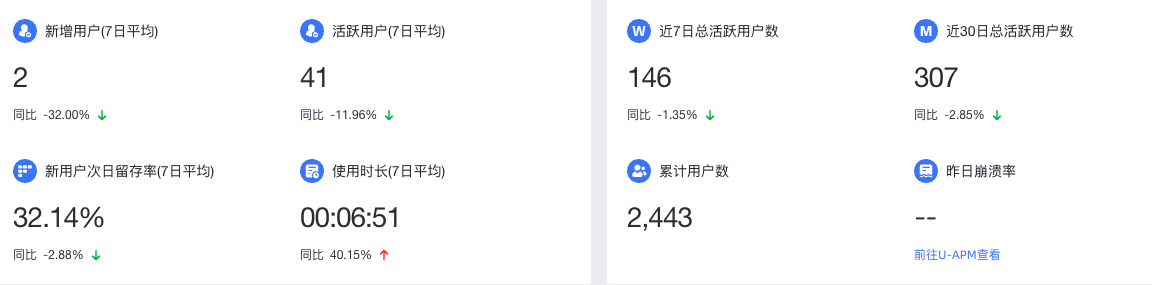 新增用户(7日平均)
活跃用户(7日平均)
W 近7日总活跃用户数
M 近30日总活跃用户数
2
41
146
307
同比 -32.00% ↓
同比 -11.96% ↓
同比 -1.35% ↓
同比 -2.85% ↓
新用户次日留存率(7日平均)
使用时长(7日平均)
累计用户数
昨日崩溃率
32.14%
00:06:51
2,443
--
同比 -2.88% ↓
同比 40.15% ↑
前往U-APM查看